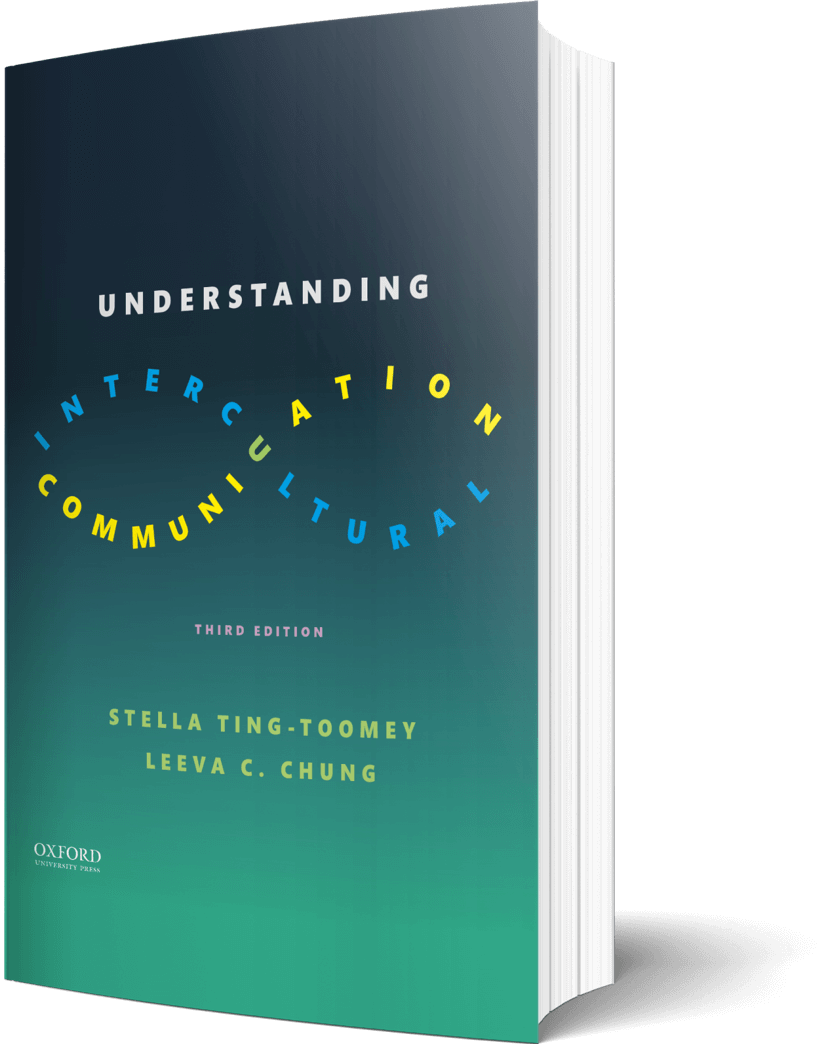 UNDERSTANDING
INTERCULTURAL
COMMUNICATION
THIRD EDITION
STELLA TING-TOOMEY
LEEVA C. CHUNG
OXFORD
UNIVERSITY PRESS